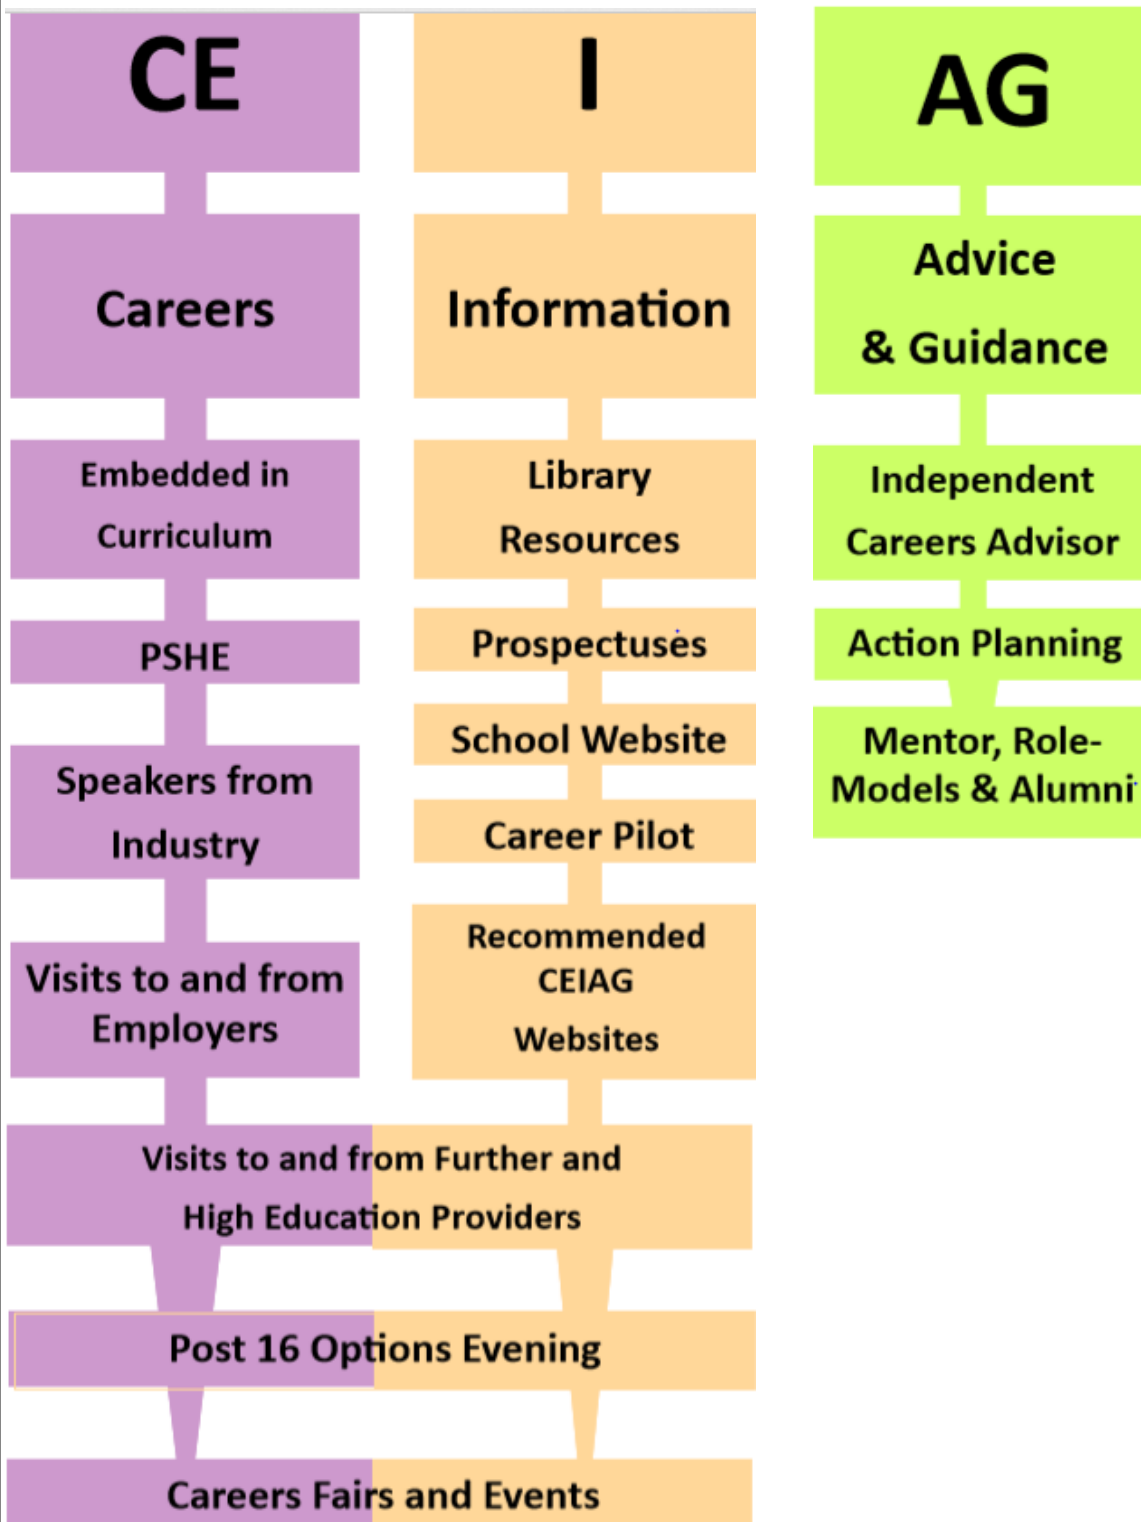 CE
Careers
Embedded in
Curriculum
PSHE
Speakers from
Industry
Visits to and from
Employers
I
Information
Library
Resources
Prospectuses
School Website
Career Pilot
Recommended
CEIAG
Websites
Visits to and from Further and
High Education Providers
Post 16 Options Evening
Careers Fairs and Events
AG
Advice
& Guidance
Independent
Careers Advisor
Action Planning
Mentor, Role-
Models & Alumni